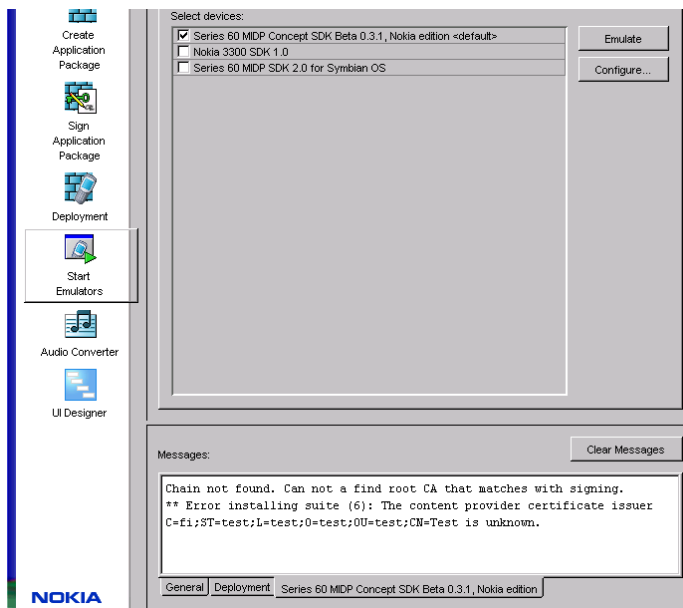 Create
Application
Package
Sign
Application
Package
Deployment
Start
Emulators
Audio Converter
UI Designer
NOKIA
Select devices:
Series 60 MIDP Concept SDK Beta 0.3.1, Nokia edition <default>
Nokia 3300 SDK 1.0
Series 60 MIDP SDK 2.0 for Symbian OS
Emulate
Configure...
Messages:
Clear Messages
Chain not found. Can not a find root CA that matches with signing.
** Error installing suite (6): The content provider certificate issuer
C=fi;ST=test;L=test;O=test;OU=test;CN=Test is unknown.
General Deployment Series 60 MIDP Concept SDK Beta 0.3.1, Nokia edition